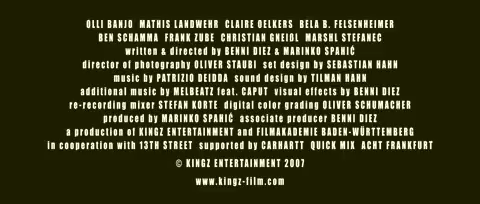 OLLI BANJO MATHIS LANDWEHR CLAIRE OELKERS BELA B. FELSENHEIMER
BEN SCHAMMA FRANK ZUBE CHRISTIAN GNEIßL MARSHL STEFANEC
written & directed by BENNI DIEZ & MARINKO SPAHIĆ
director of photography OLIVER STAUBI set design by SEBASTIAN HAHN
music by PATRIZIO DEIDDA sound design by TILMAN HAHN
additional music by MELBEATZ feat. CAPUT visual effects by BENNI DIEZ
re-recording mixer STEFAN KORTE digital color grading OLIVER SCHUMACHER
produced by MARINKO SPAHIĆ associate producer BENNI DIEZ
a production of KINGZ ENTERTAINMENT and FILMAKADEMIE BADEN-WÜRTTEMBERG
in cooperation with 13TH STREET supported by CARHARTT QUICK MIX ACHT FRANKFURT
© KINGZ ENTERTAINMENT 2007
www.kingz-film.com